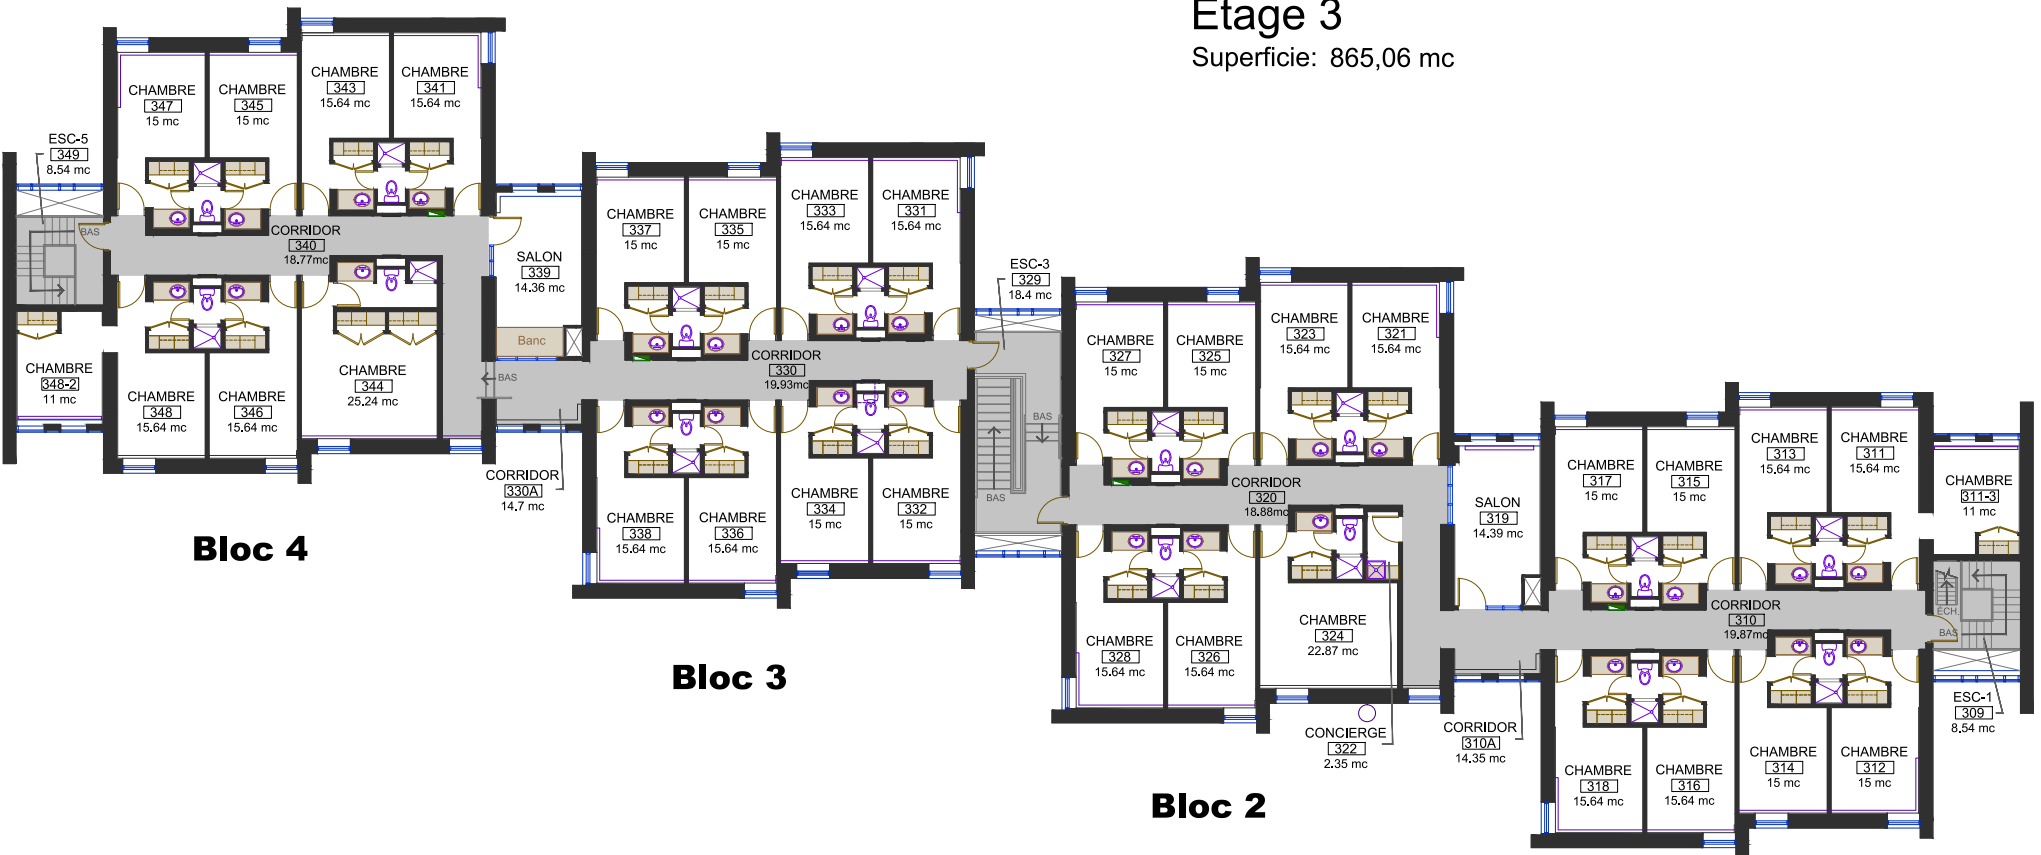 Etage 3
Superficie: 865,06 mc
CHAMBRE
347
15 mc
CHAMBRE
345
15 mc
CHAMBRE
343
15.64 mc
CHAMBRE
341
15.64 mc
ESC-5
349
8.54 mc
BAS
CORRIDOR
340
18.77mc
SALON
339
14.36 mc
Banc
CHAMBRE
348-2
11 mc
CHAMBRE
348
15.64 mc
CHAMBRE
346
15.64 mc
CHAMBRE
344
25.24 mc
BAS
CORRIDOR
330A
14.7 mc
Bloc 4
CHAMBRE
337
15 mc
CHAMBRE
335
15 mc
CHAMBRE
333
15.64 mc
CHAMBRE
331
15.64 mc
CORRIDOR
330
19.93mc
CHAMBRE
338
15.64 mc
CHAMBRE
336
15.64 mc
CHAMBRE
334
15 mc
CHAMBRE
332
15 mc
Bloc 3
ESC-3
329
18.4 mc
BAS
BAS
CHAMBRE
327
15 mc
CHAMBRE
325
15 mc
CHAMBRE
323
15.64 mc
CHAMBRE
321
15.64 mc
CORRIDOR
320
18.88mc
SALON
319
14.39 mc
CHAMBRE
328
15.64 mc
CHAMBRE
326
15.64 mc
CHAMBRE
324
22.87 mc
CONCIERGE
322
2.35 mc
CORRIDOR
310A
14.35 mc
Bloc 2
CHAMBRE
317
15 mc
CHAMBRE
315
15 mc
CHAMBRE
313
15.64 mc
CHAMBRE
311
15.64 mc
CHAMBRE
311-3
11 mc
CORRIDOR
310
19.87mc
ÉCH.
BAS
ESC-1
309
8.54 mc
CHAMBRE
318
15.64 mc
CHAMBRE
316
15.64 mc
CHAMBRE
314
15 mc
CHAMBRE
312
15 mc